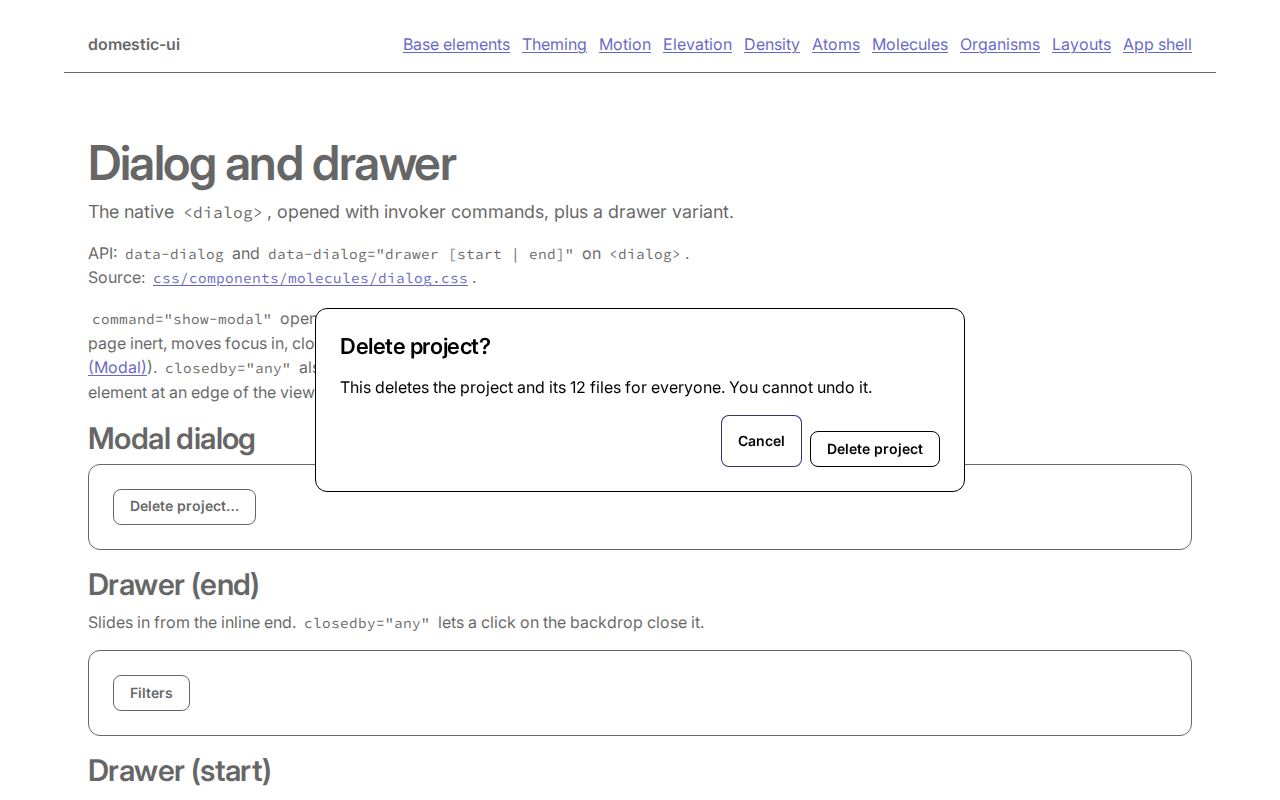 domestic-ui
Base elements Theming Motion Elevation Density Atoms Molecules Organisms Layouts App shell
Dialog and drawer
The native <dialog>, opened with invoker commands, plus a drawer variant.
API: data-dialog and data-dialog="drawer [start | end]" on <dialog>.
Source: css/components/molecules/dialog.css.
command="show-modal"
page inert, moves focus in,
(Modal)). closedby="any"
element at an edge of the
Delete project?
This deletes the project and its 12 files for everyone. You cannot undo it.
Cancel Delete project
Modal dialog
Delete project…
Drawer (end)
Slides in from the inline end. closedby="any" lets a click on the backdrop close it.
Filters
Drawer (start)